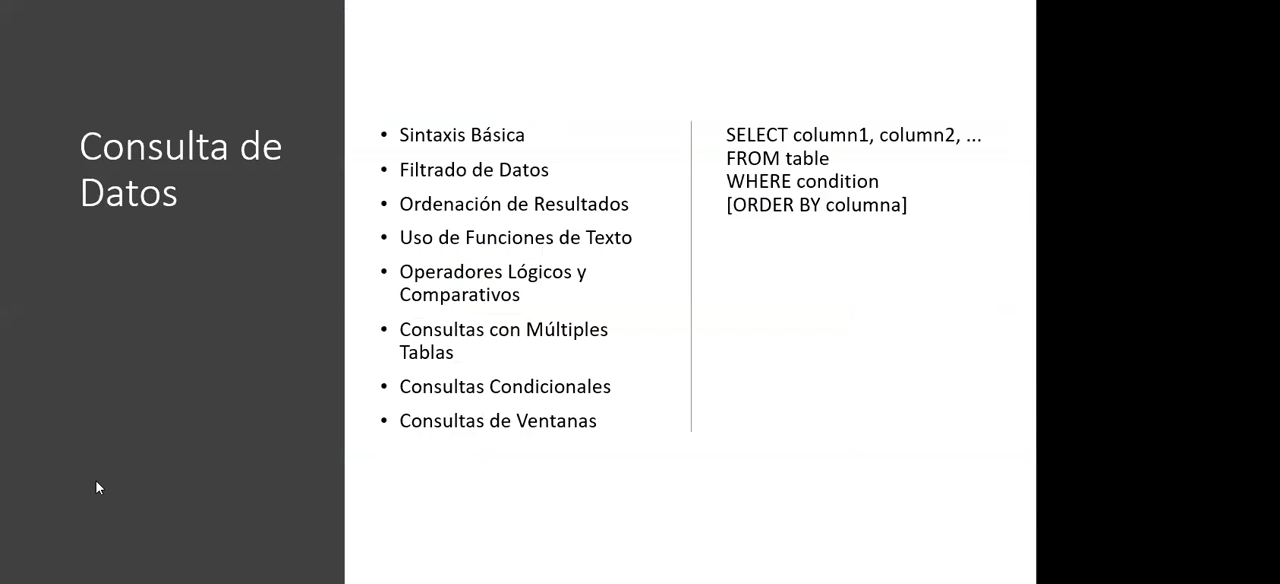 Consulta de
Datos
• Sintaxis Básica
• Filtrado de Datos
• Ordenación de Resultados
• Uso de Funciones de Texto
• Operadores Lógicos y
Comparativos
• Consultas con Múltiples
Tablas
• Consultas Condicionales
• Consultas de Ventanas
SELECT column1, column2, ...
FROM table
WHERE condition
[ORDER BY columna]